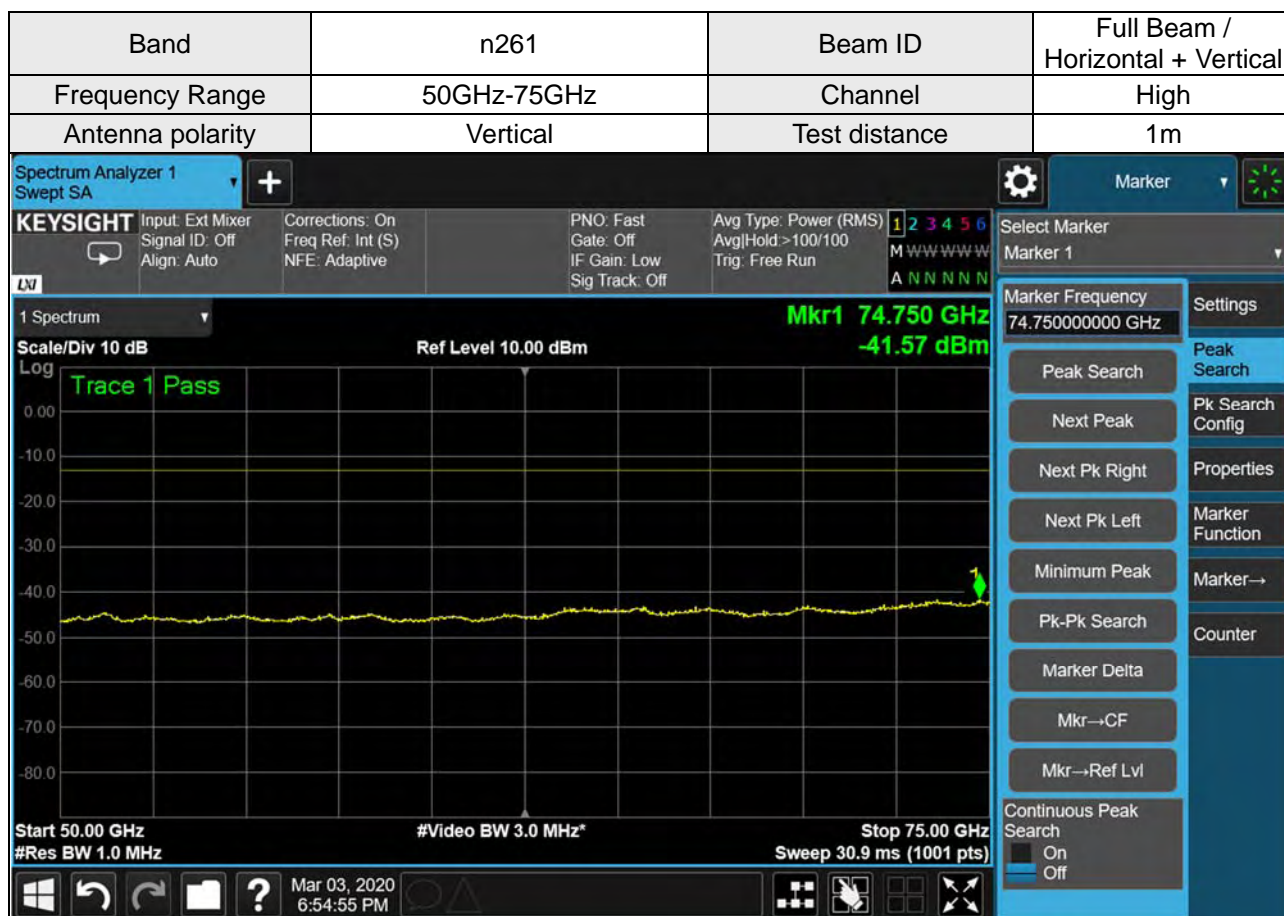 Band n261 Beam ID Full Beam / Horizontal + Vertical
Frequency Range 50GHz-75GHz Channel High
Antenna polarity Vertical Test distance 1m
Spectrum Analyzer 1
Swept SA
+
Marker
KEYSIGHT
LXI
Input: Ext Mixer
Signal ID: Off
Align: Auto
Corrections: On
Freq Ref: Int (S)
NFE: Adaptive
PNO: Fast
Gate: Off
IF Gain: Low
Sig Track: Off
Avg Type: Power (RMS)
Avg|Hold:>100/100
Trig: Free Run
1 2 3 4 5 6
M W W W W W
A N N N N N
Select Marker
Marker 1
1 Spectrum
Mkr1 74.750 GHz
-41.57 dBm
Scale/Div 10 dB
Ref Level 10.00 dBm
Log
Trace 1 Pass
0.00
-10.0
-20.0
-30.0
-40.0
-50.0
-60.0
-70.0
-80.0
1
Start 50.00 GHz
#Video BW 3.0 MHz*
Stop 75.00 GHz
#Res BW 1.0 MHz
Sweep 30.9 ms (1001 pts)
Marker Frequency
74.750000000 GHz
Peak Search
Next Peak
Next Pk Right
Next Pk Left
Minimum Peak
Pk-Pk Search
Marker Delta
Mkr→CF
Mkr→Ref Lvl
Continuous Peak
Search
On
Off
Settings
Peak
Search
Pk Search
Config
Properties
Marker
Function
Marker→
Counter
?
Mar 03, 2020
6:54:55 PM